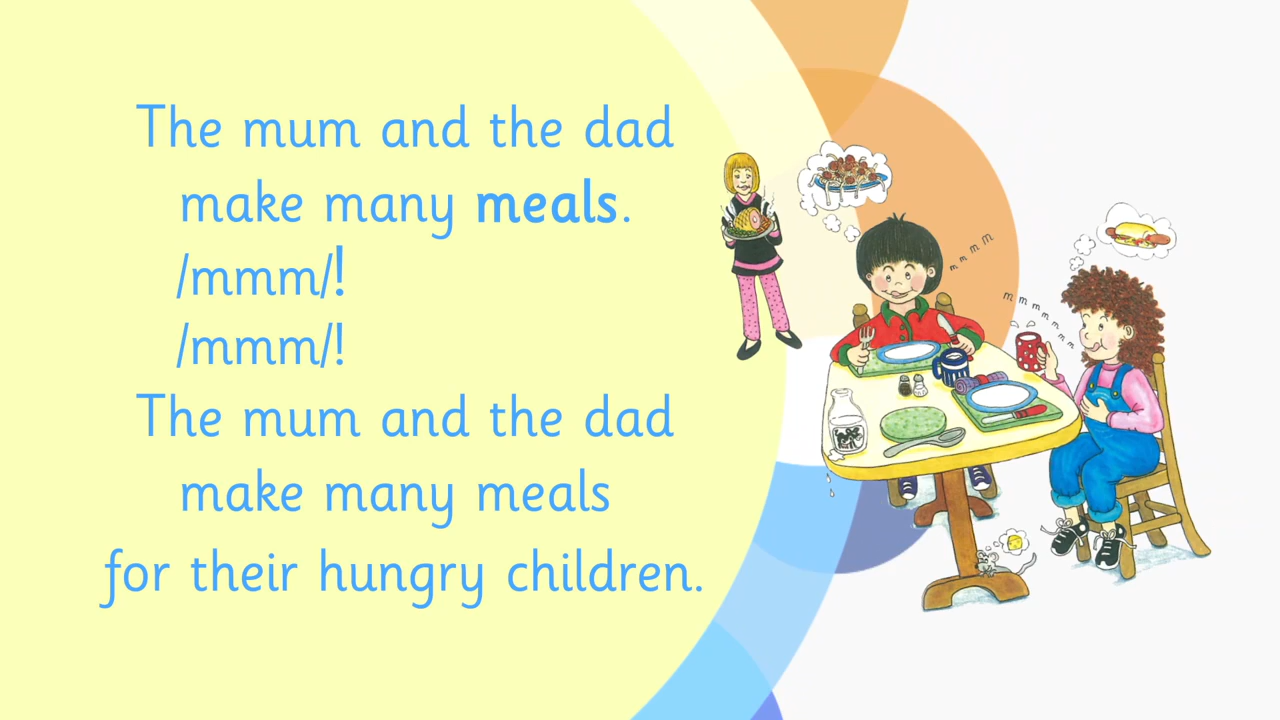 The mum and the dad
make many meals.
/mmm/!
/mmm/!
The mum and the dad
make many meals
for their hungry children.
m m m m
m m m m m m m